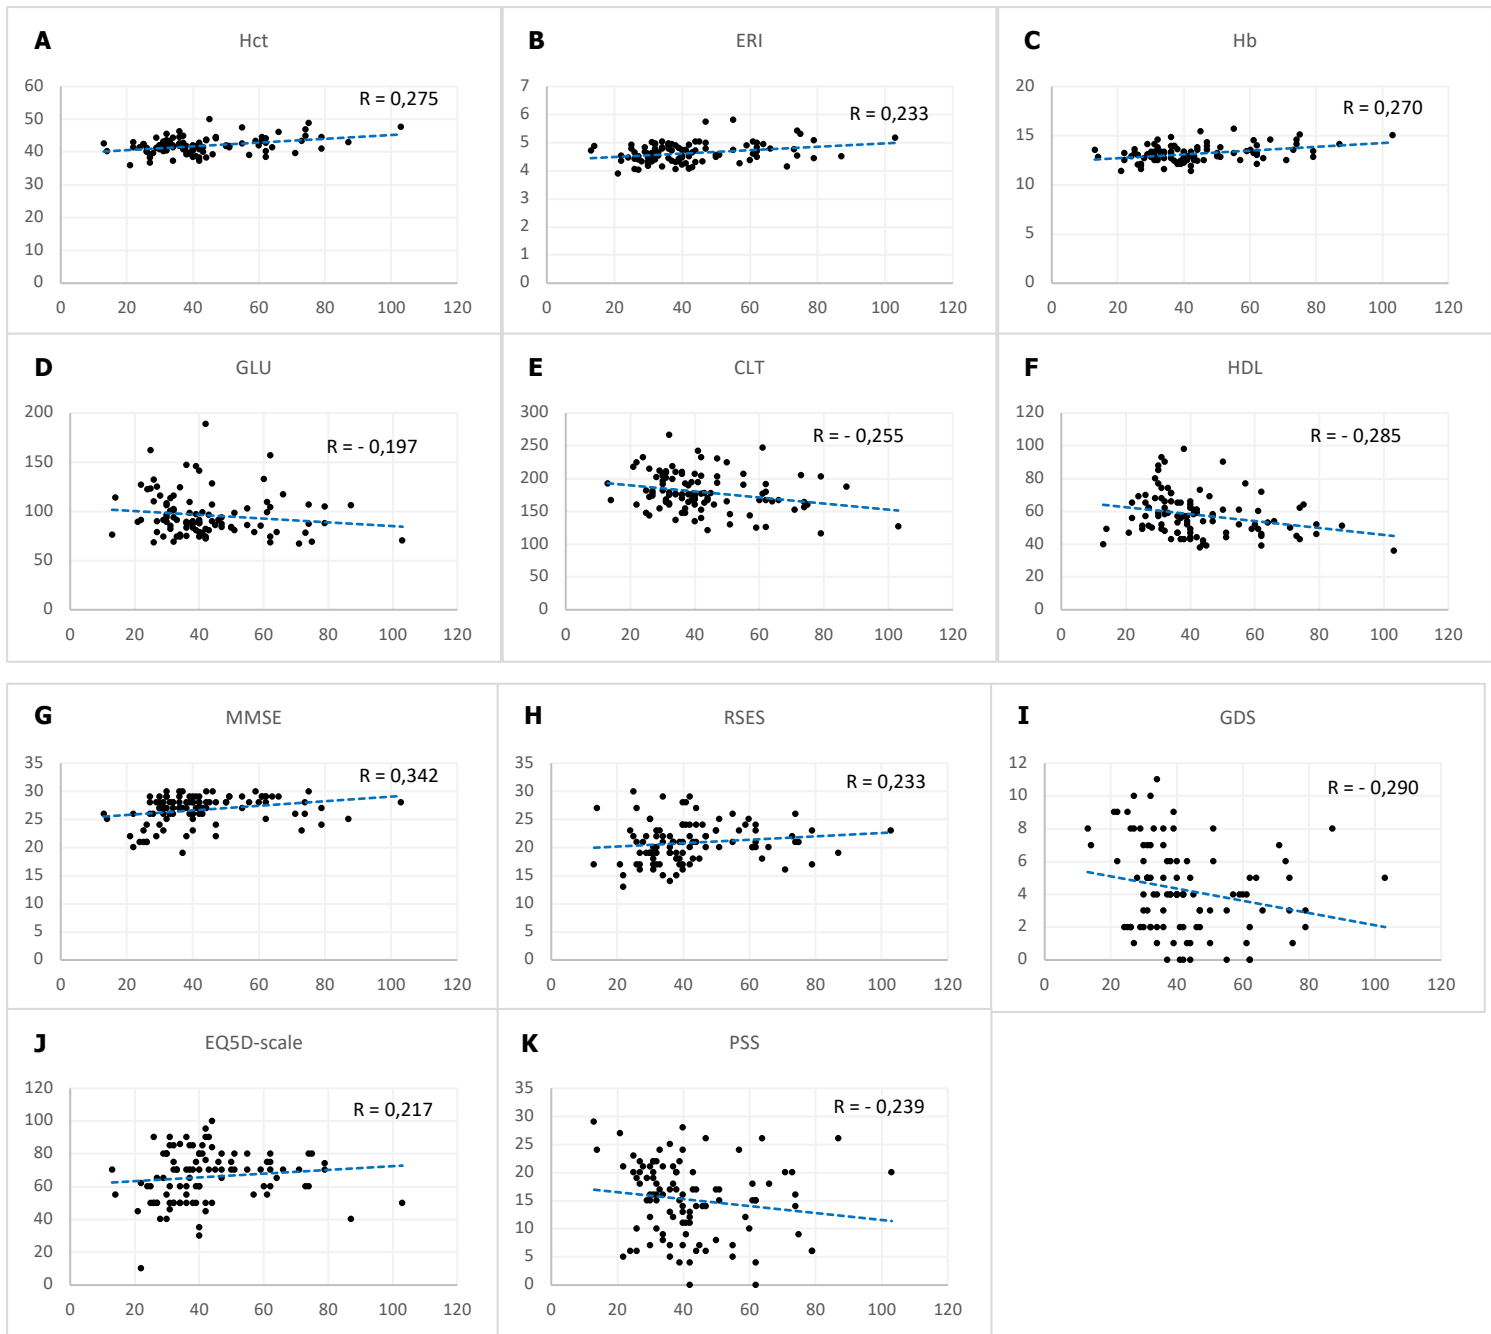 A
Hct
R = 0,275
60
50
40
30
20
10
0
0 20 40 60 80 100 120
B
ERI
R = 0,233
7
6
5
4
3
2
1
0
0 20 40 60 80 100 120
C
Hb
R = 0,270
20
15
10
5
0
0 20 40 60 80 100 120
D
GLU
R = - 0,197
200
150
100
50
0
0 20 40 60 80 100 120
E
CLT
R = - 0,255
300
250
200
150
100
50
0
0 20 40 60 80 100 120
F
HDL
R = - 0,285
120
100
80
60
40
20
0
0 20 40 60 80 100 120
G
MMSE
R = 0,342
35
30
25
20
15
10
5
0
0 20 40 60 80 100 120
H
RSES
R = 0,233
35
30
25
20
15
10
5
0
0 20 40 60 80 100 120
I
GDS
R = - 0,290
12
10
8
6
4
2
0
0 20 40 60 80 100 120
J
EQ5D-scale
R = 0,217
120
100
80
60
40
20
0
0 20 40 60 80 100 120
K
PSS
R = - 0,239
35
30
25
20
15
10
5
0
0 20 40 60 80 100 120